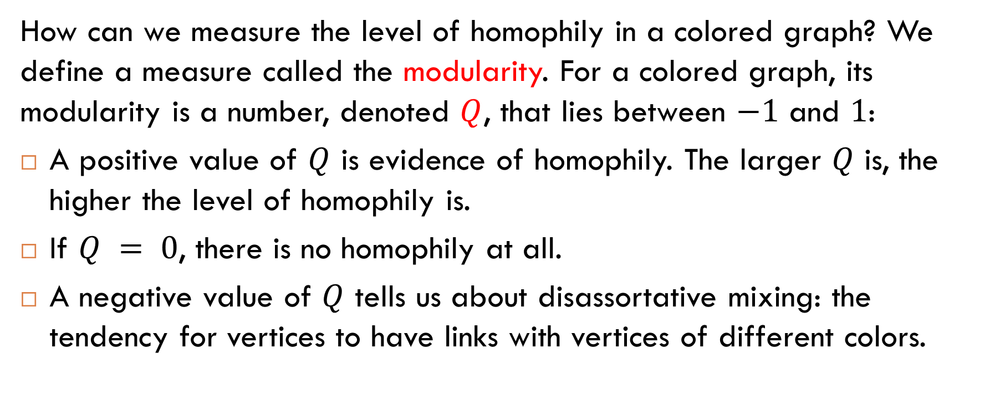 How can we measure the level of homophily in a colored graph? We
define a measure called the modularity. For a colored graph, its
modularity is a number, denoted Q, that lies between −1 and 1:
□ A positive value of Q is evidence of homophily. The larger Q is, the
higher the level of homophily is.
□ If Q = 0, there is no homophily at all.
□ A negative value of Q tells us about disassortative mixing: the
tendency for vertices to have links with vertices of different colors.